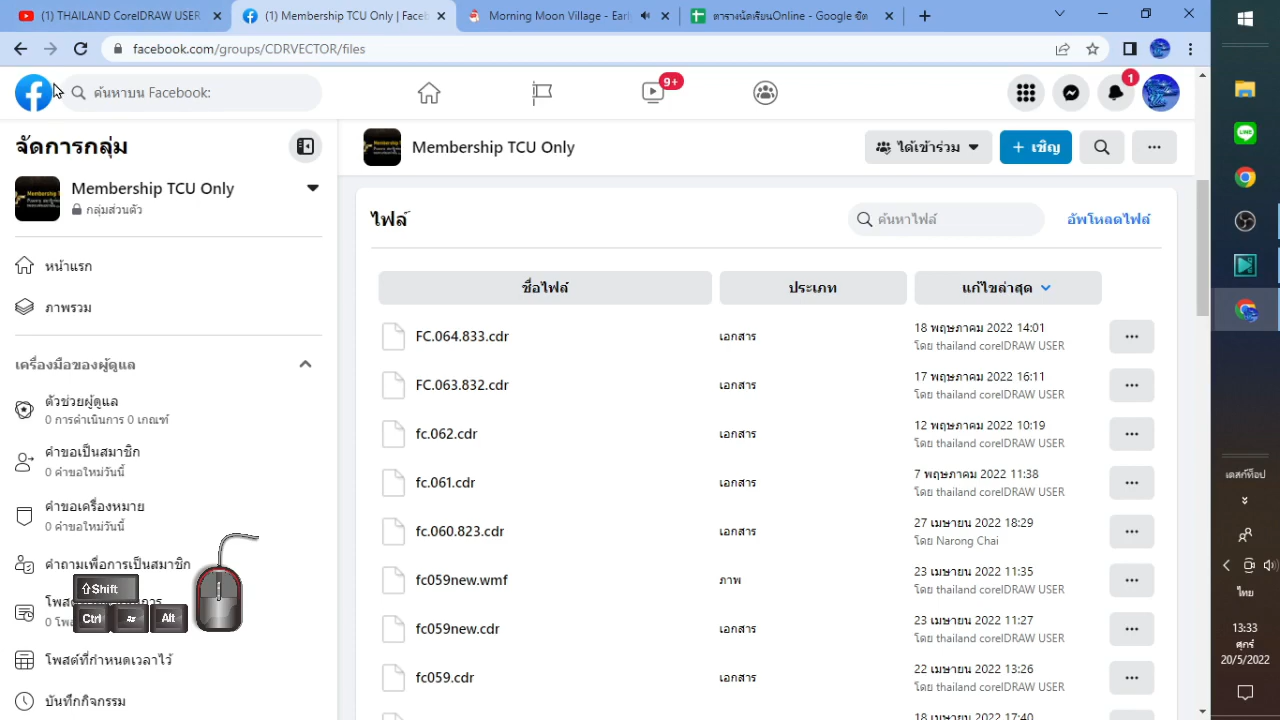 (1) THAILAND CorelDRAW USER
(1) Membership TCU Only | Faceb
Morning Town Village - Earl
ตารางนัดเรียนOnline - Google ชีต
facebook.com/groups/CDRVECTOR/files
ค้นหาบน Facebook:
9+
1
จัดการกลุ่ม
Membership TCU Only
กลุ่มส่วนตัว
หน้าแรก
ภาพรวม
เครื่องมือของผู้ดูแล
ตัวช่วยผู้ดูแล
0 การดำเนินการ 0 เกณฑ์
คำขอเป็นสมาชิก
0 คำขอใหม่วันนี้
คำขอเครื่องหมาย
0 คำขอใหม่วันนี้
คำถามเพื่อการเป็นสมาชิก
โพสต์ที่กำหนดเวลาไว้
บันทึกกิจกรรม
Shift
Ctrl
Alt
Membership TCU Only
ได้เข้าร่วม
+ เชิญ
ไฟล์
ค้นหาไฟล์
อัพโหลดไฟล์
ชื่อไฟล์ ประเภท แก้ไขล่าสุด
FC.064.833.cdr เอกสาร 18 พฤษภาคม 2022 14:01
โดย thailand corelDRAW USER
FC.063.832.cdr เอกสาร 17 พฤษภาคม 2022 16:11
โดย thailand corelDRAW USER
fc.062.cdr เอกสาร 12 พฤษภาคม 2022 10:19
โดย thailand corelDRAW USER
fc.061.cdr เอกสาร 7 พฤษภาคม 2022 11:38
โดย thailand corelDRAW USER
fc.060.823.cdr เอกสาร 27 เมษายน 2022 18:29
โดย Narong Chai
fc059new.wmf ภาพ 23 เมษายน 2022 11:35
โดย thailand corelDRAW USER
fc059new.cdr เอกสาร 23 เมษายน 2022 11:27
โดย thailand corelDRAW USER
fc059.cdr เอกสาร 22 เมษายน 2022 13:26
โดย thailand corelDRAW USER
18 เมษายน 2022 17:40
LINE
เดสก์ท็อป
ไทย
13:33
ศุกร์
20/5/2022